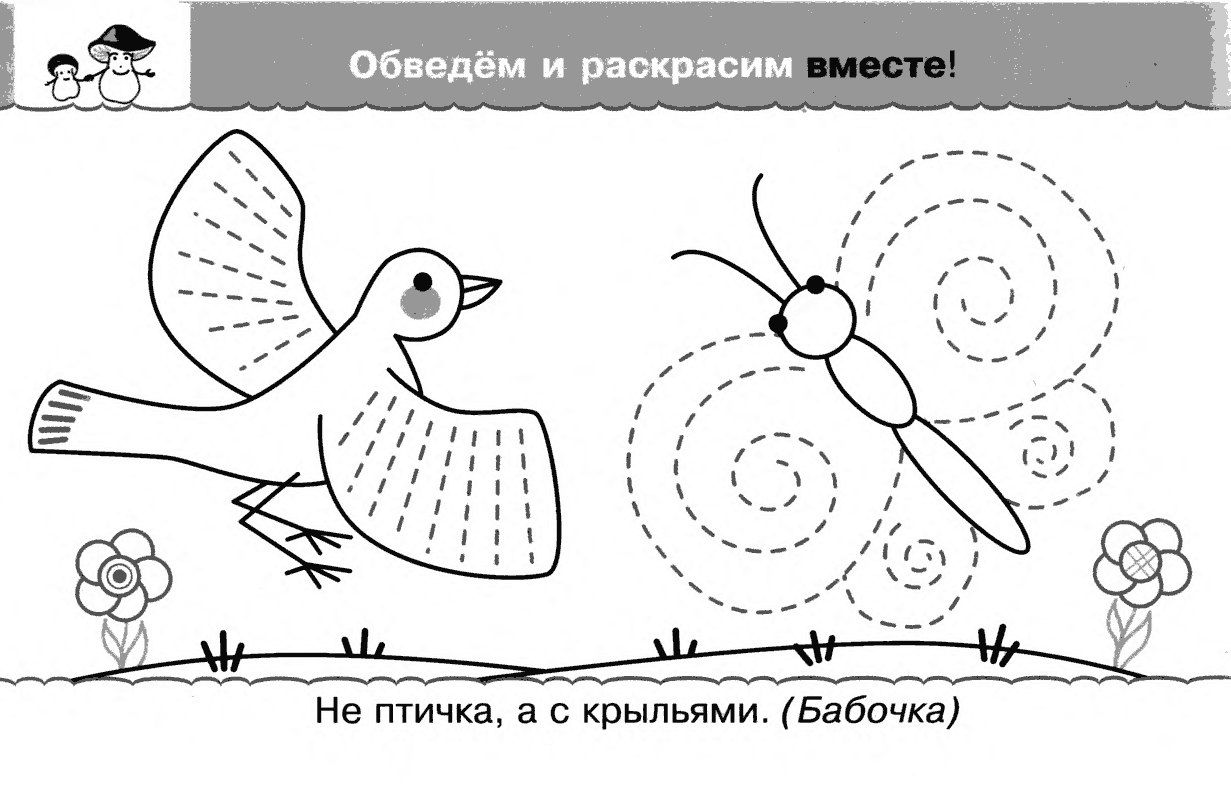 Обведём и раскрасим вместе!
Не птичка, а с крыльями. (Бабочка)